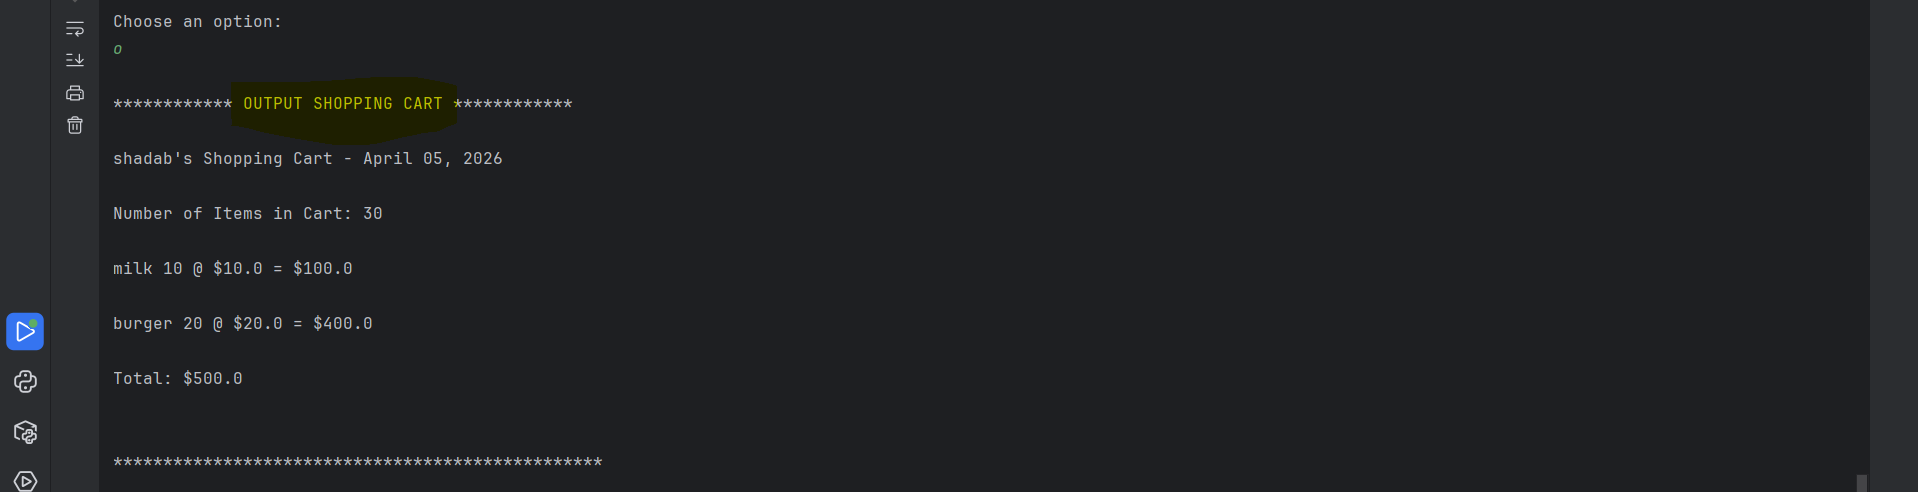 Choose an option:
o
************ OUTPUT SHOPPING CART ************
shadab's Shopping Cart - April 05, 2026
Number of Items in Cart: 30
milk 10 @ $10.0 = $100.0
burger 20 @ $20.0 = $400.0
Total: $500.0
*************************************************